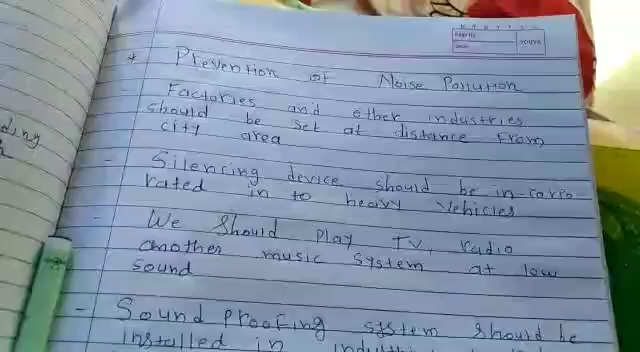 YOUVA
* Prevention of Noise Pollution
- Factories and other industries
should be set at distance from
city area
- Silencing device should be in-corpo-
rated in to heavy vehicles
- We should play TV, radio
another music system at low
sound
- Sound proofing system should be
installed in
ding